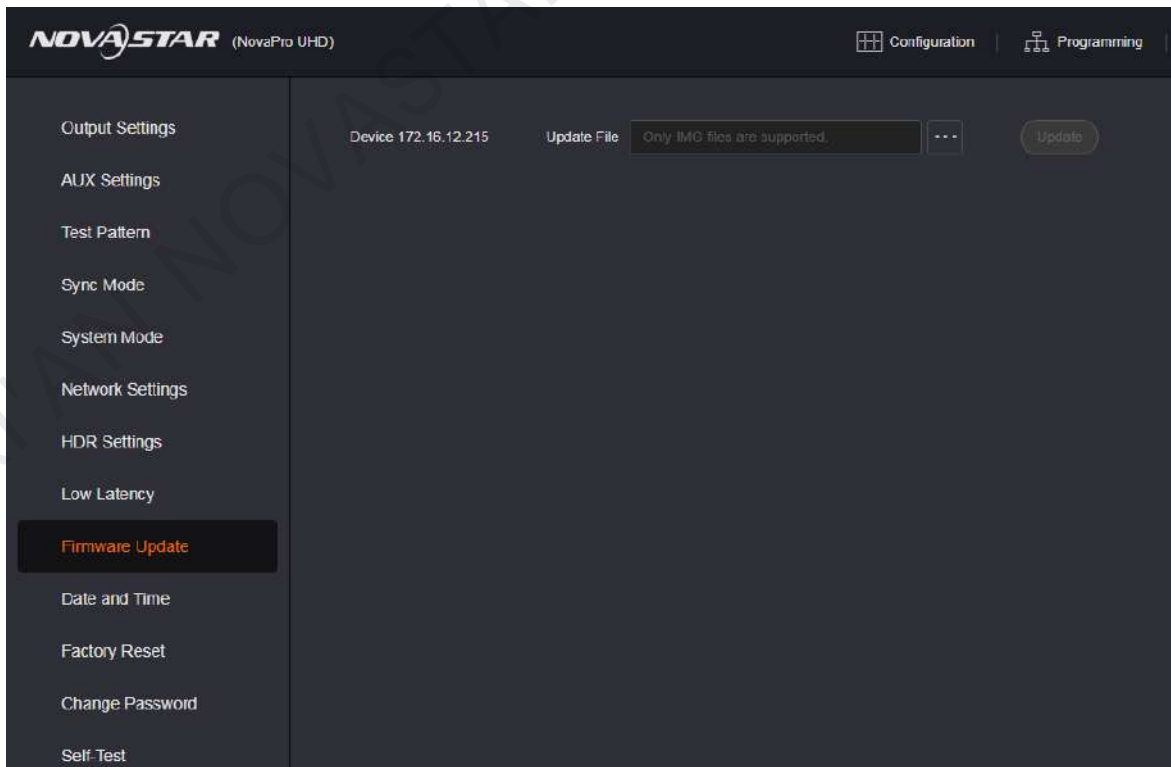 NOVASTAR (NovaPro UHD) Configuration Programming
Output Settings
Device 172.16.12.215 Update File Only IMG files are supported. ... Update
AUX Settings
Test Pattern
Sync Mode
System Mode
Network Settings
HDR Settings
Low Latency
Firmware Update
Date and Time
Factory Reset
Change Password
Self-Test